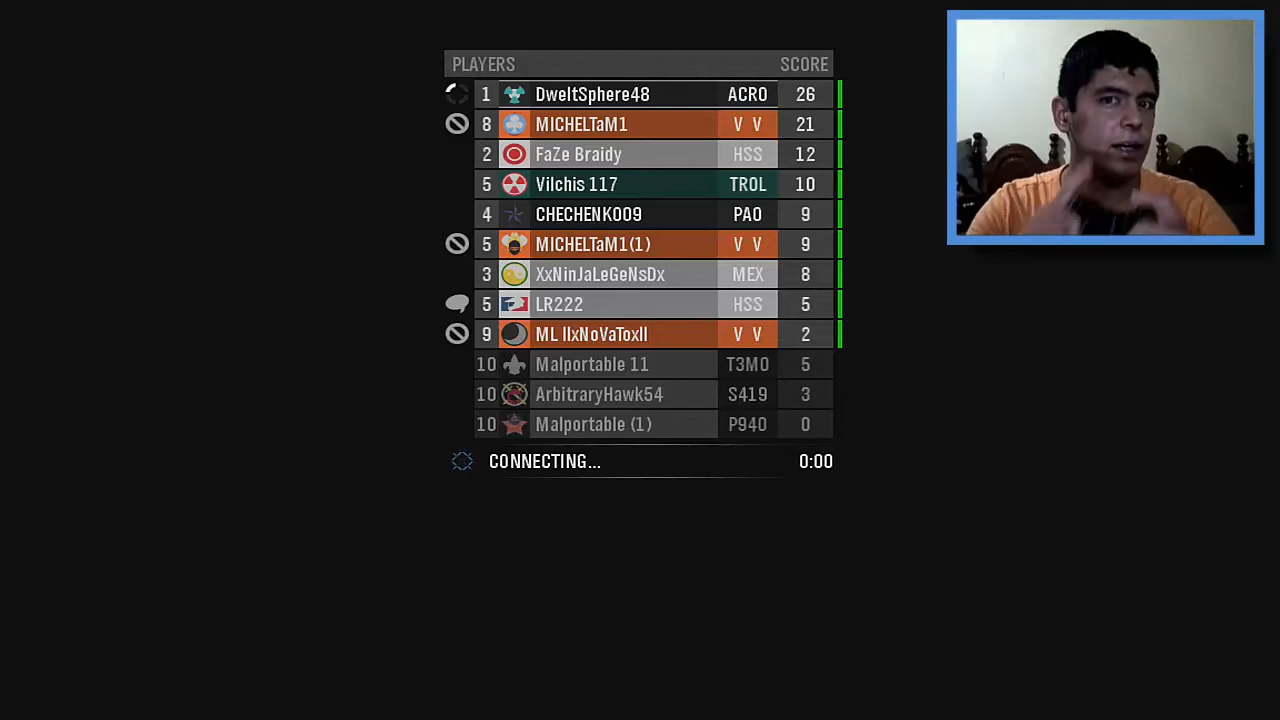 PLAYERS SCORE
1 DweltSphere48 ACRO 26
8 MICHELTaM1 V V 21
2 FaZe Braidy HSS 12
5 Vilchis 117 TROL 10
4 CHECHENKO09 PAO 9
5 MICHELTaM1(1) V V 9
3 XxNinJaLeGeNsDx MEX 8
5 LR222 HSS 5
9 ML IIxNoVaToxII V V 2
10 Malportable 11 T3MO 5
10 ArbitraryHawk54 S419 3
10 Malportable (1) P940 0
CONNECTING... 0:00